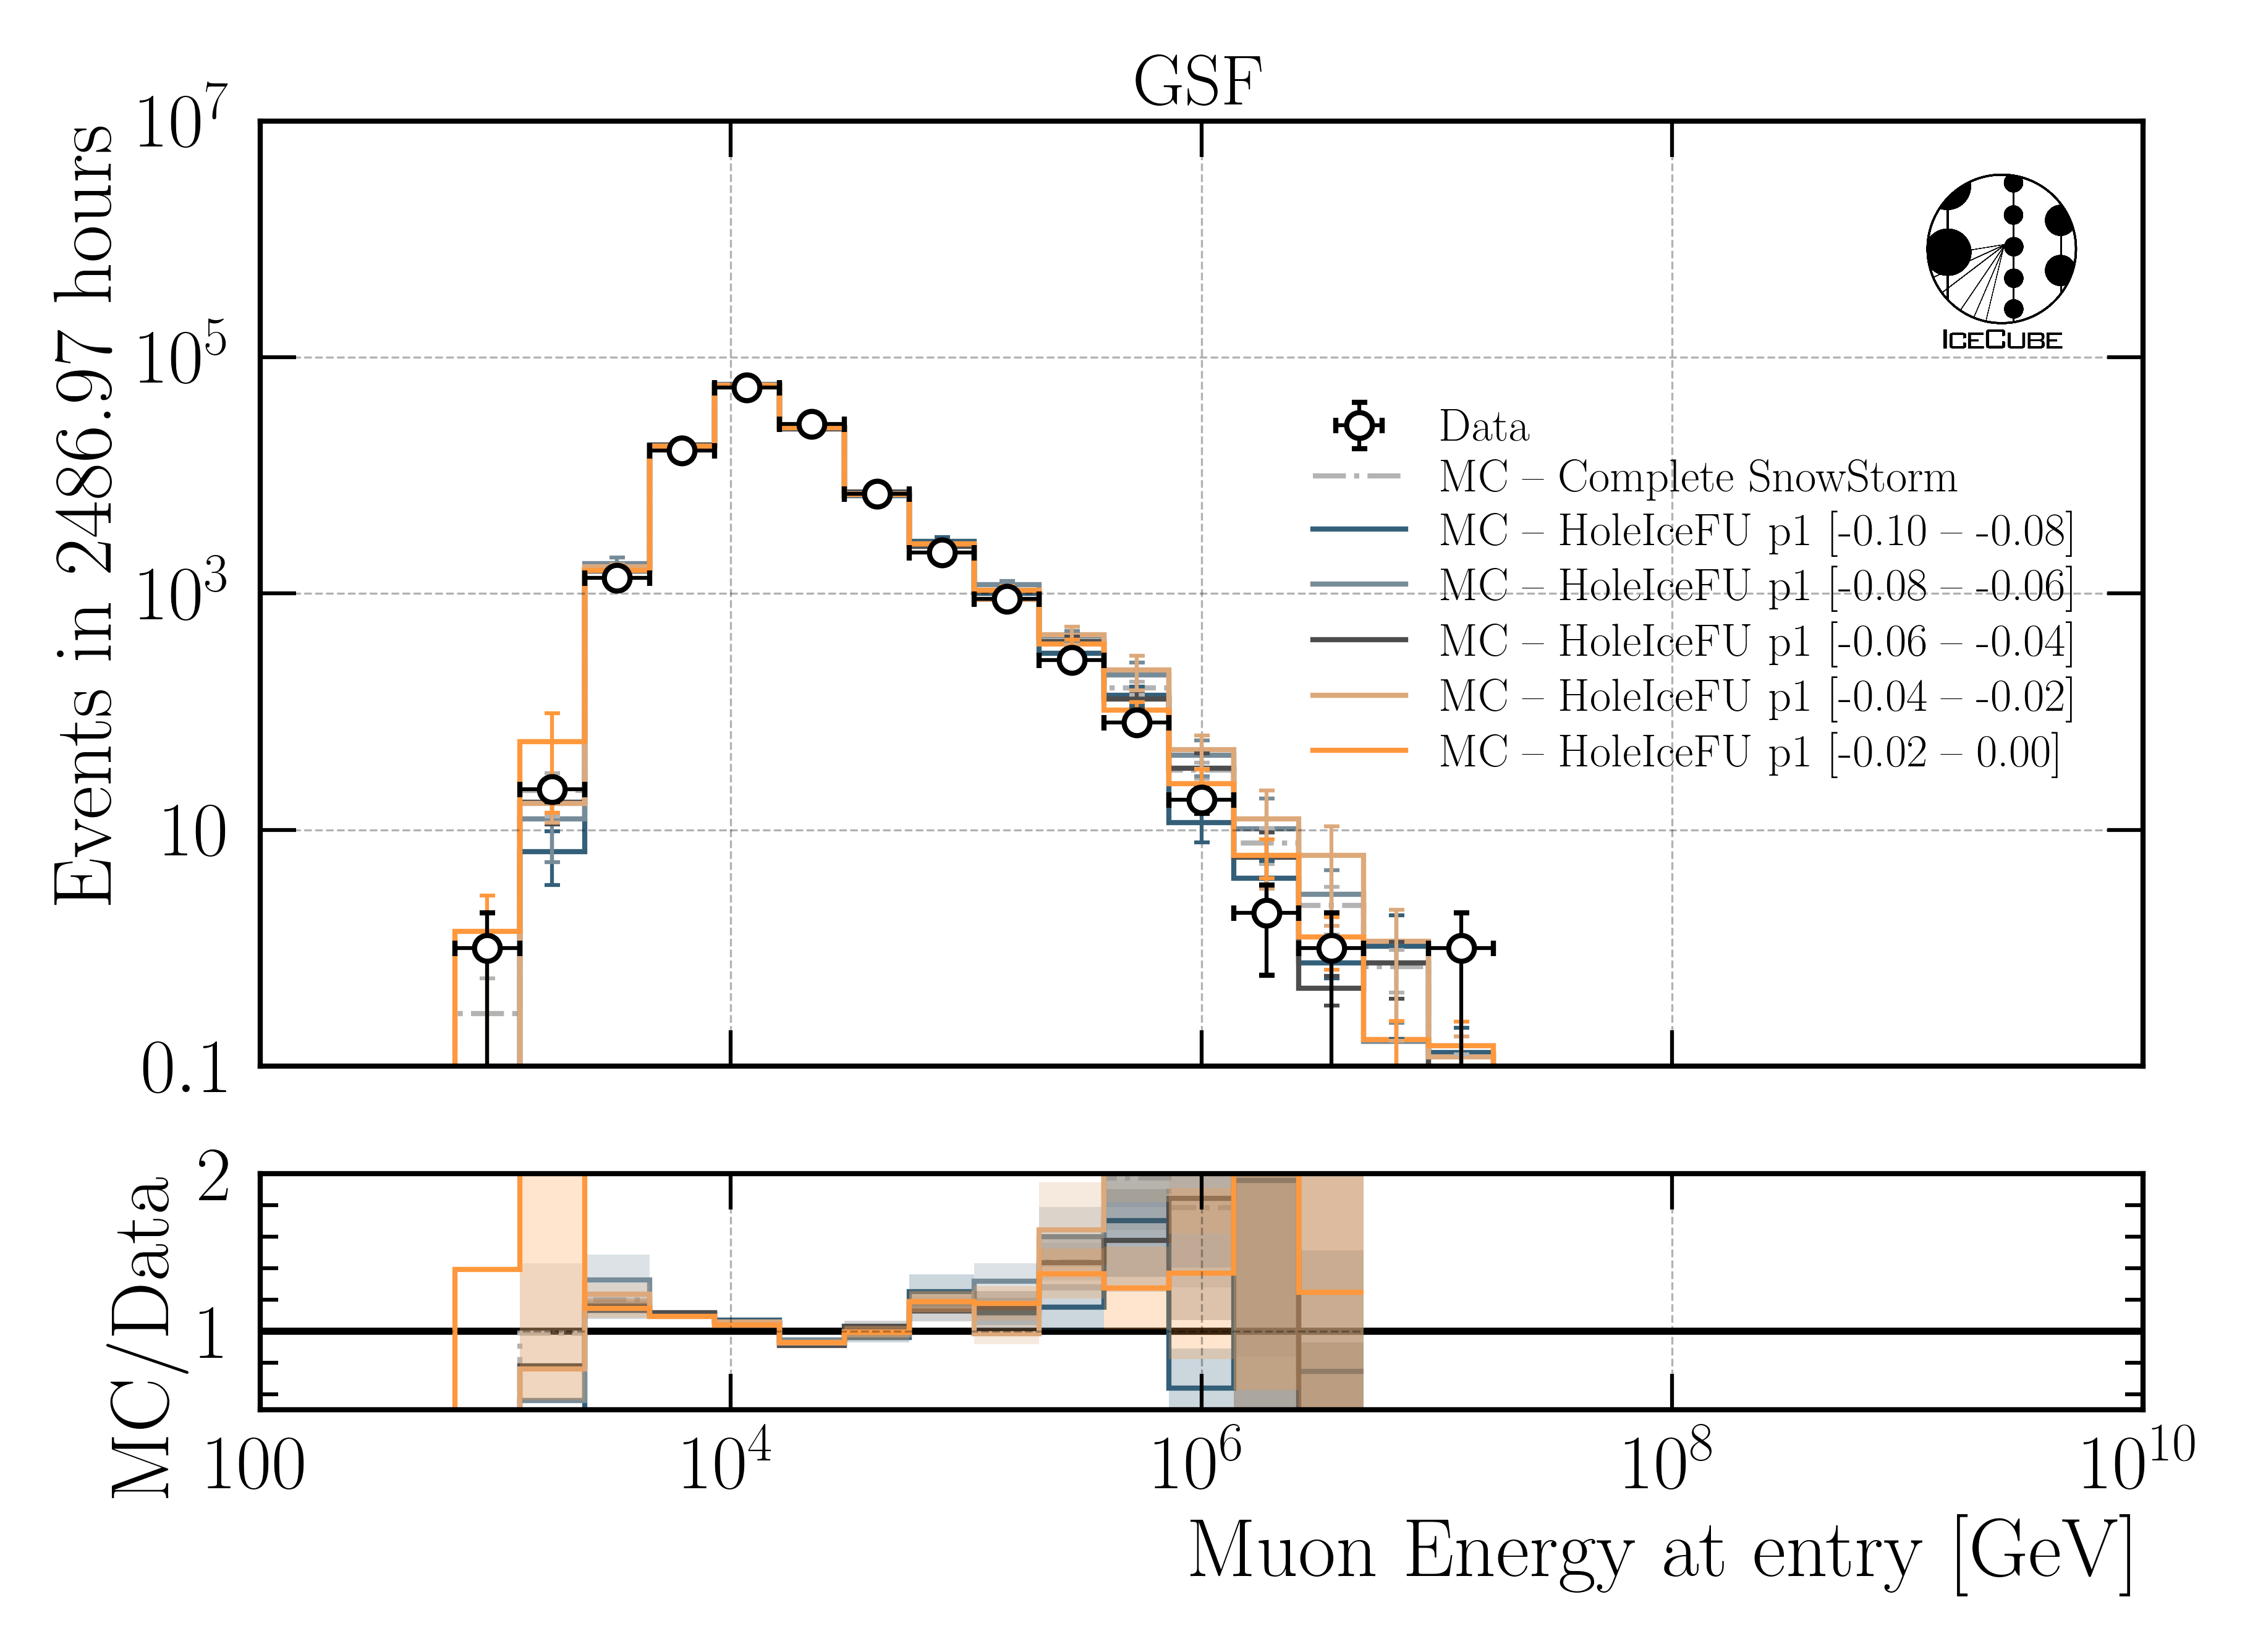 GSF
10^7
10^5
10^3
10
0.1
Events in 2486.97 hours
ICECUBE
Data
MC – Complete SnowStorm
MC – HoleIceFU p1 [-0.10 – -0.08]
MC – HoleIceFU p1 [-0.08 – -0.06]
MC – HoleIceFU p1 [-0.06 – -0.04]
MC – HoleIceFU p1 [-0.04 – -0.02]
MC – HoleIceFU p1 [-0.02 – 0.00]
2
1
MC/Data
100 10^4 10^6 10^8 10^10
Muon Energy at entry [GeV]